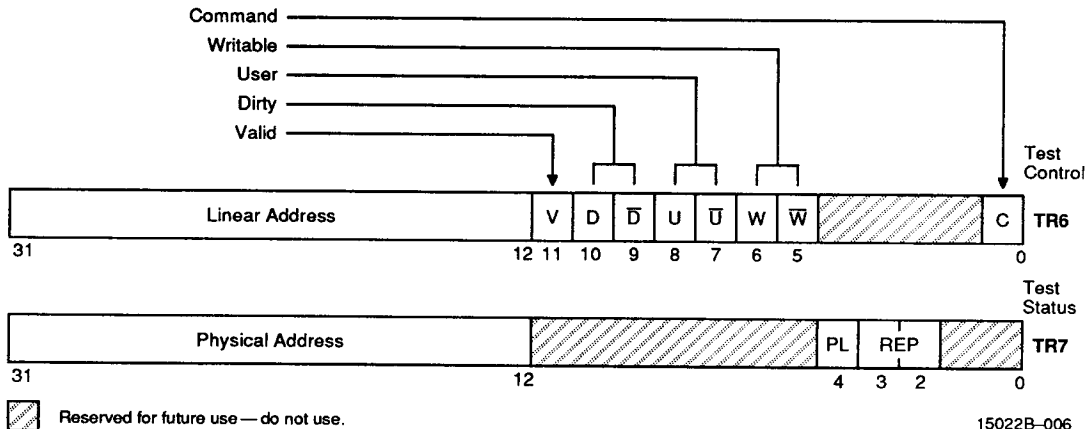 Command
Writable
User
Dirty
Valid
Test
Control
Linear Address V D D̅ U U̅ W W̅ C TR6
31 12 11 10 9 8 7 6 5 0
Test
Status
Physical Address PL REP TR7
31 12 4 3 2 0
Reserved for future use — do not use. 15022B–006